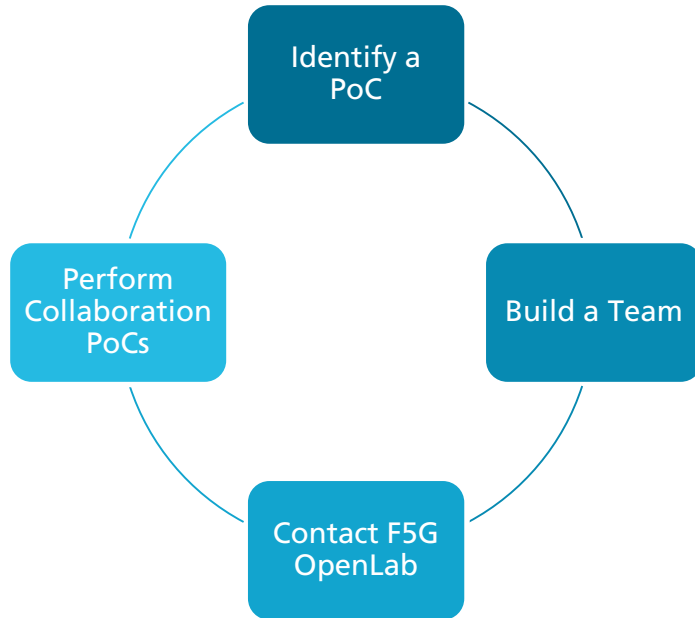 Identify a
PoC
Build a Team
Contact F5G
OpenLab
Perform
Collaboration
PoCs